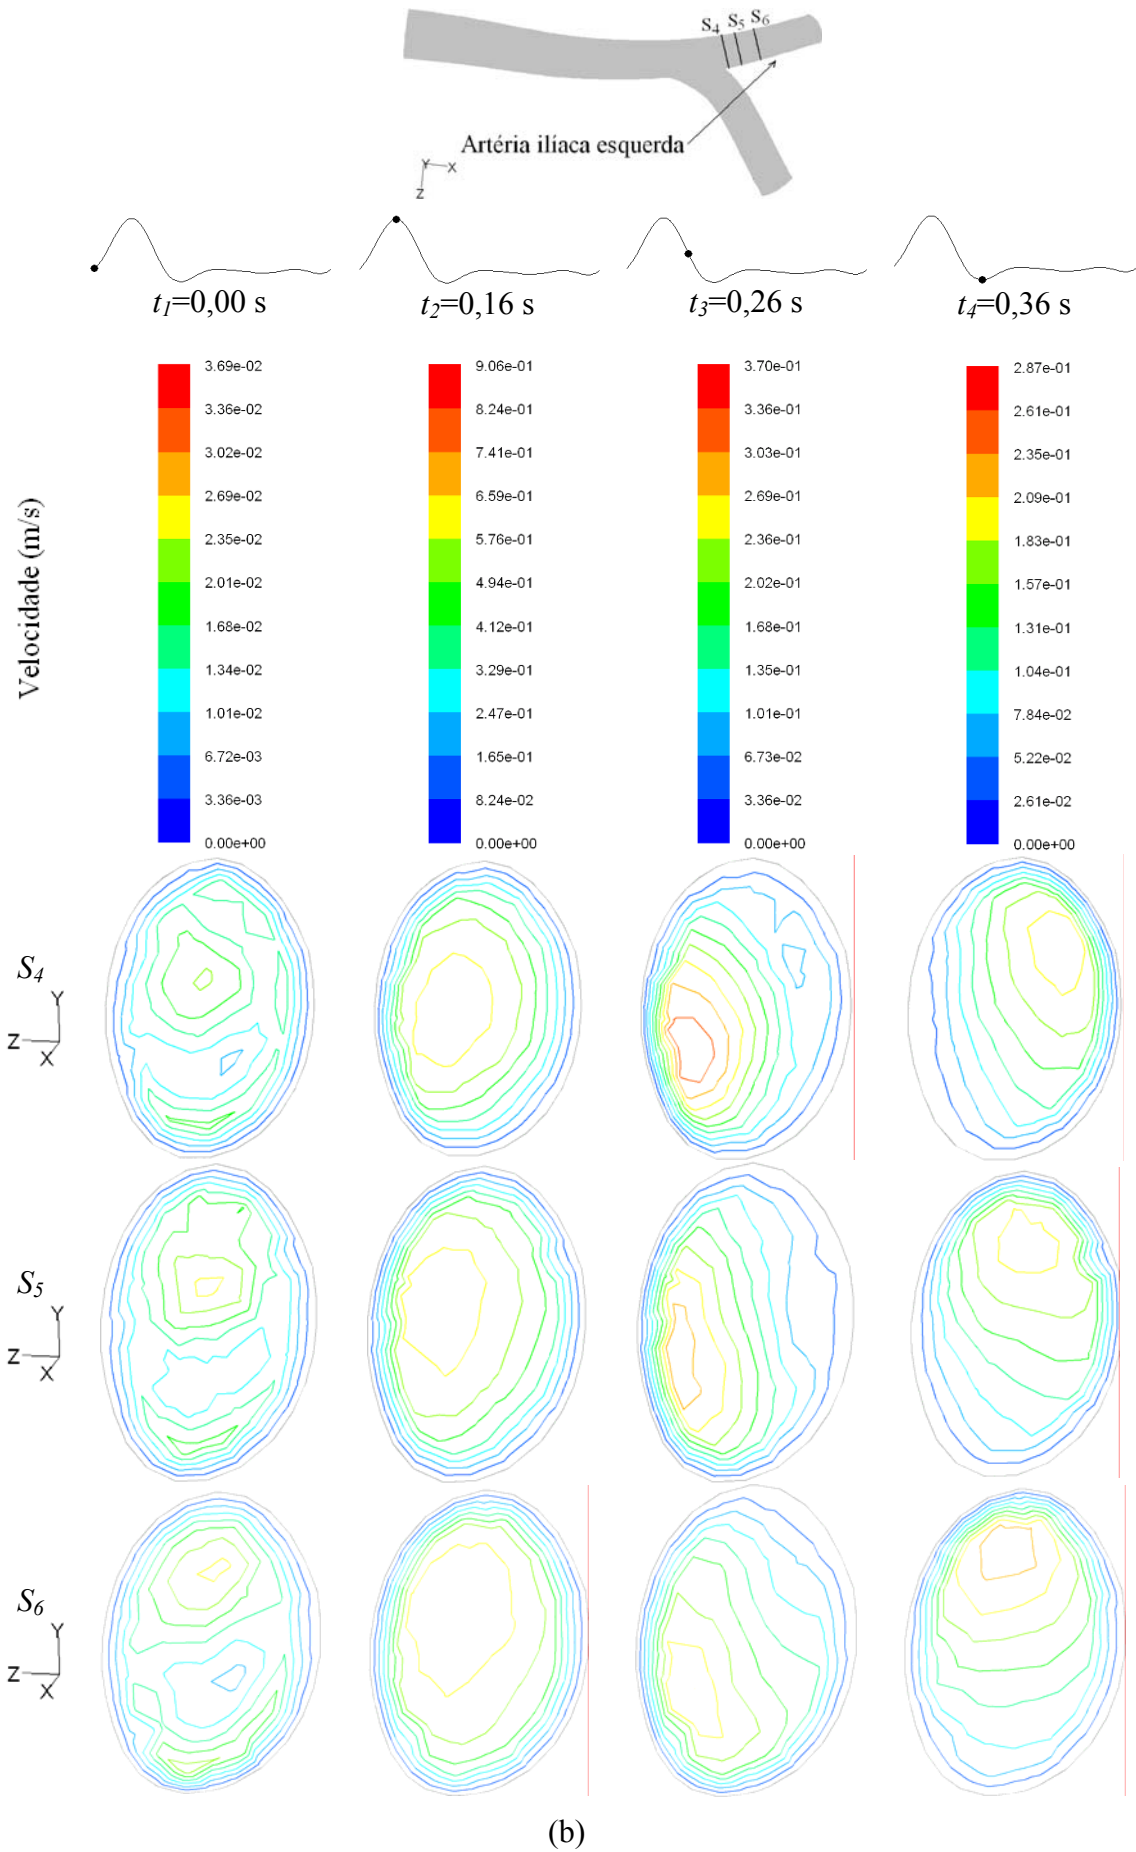 S4 S5 S6
Artéria ilíaca esquerda
Y X
Z
t1=0,00 s t2=0,16 s t3=0,26 s t4=0,36 s
Velocidade (m/s)
3.69e-02 9.06e-01 3.70e-01 2.87e-01
3.36e-02 8.24e-01 3.36e-01 2.61e-01
3.02e-02 7.41e-01 3.03e-01 2.35e-01
2.69e-02 6.59e-01 2.69e-01 2.09e-01
2.35e-02 5.76e-01 2.36e-01 1.83e-01
2.01e-02 4.94e-01 2.02e-01 1.57e-01
1.68e-02 4.12e-01 1.68e-01 1.31e-01
1.34e-02 3.29e-01 1.35e-01 1.04e-01
1.01e-02 2.47e-01 1.01e-01 7.84e-02
6.72e-03 1.65e-01 6.73e-02 5.22e-02
3.36e-03 8.24e-02 3.36e-02 2.61e-02
0.00e+00 0.00e+00 0.00e+00 0.00e+00
S4
Y
Z X
S5
Y
Z X
S6
Y
Z X
(b)